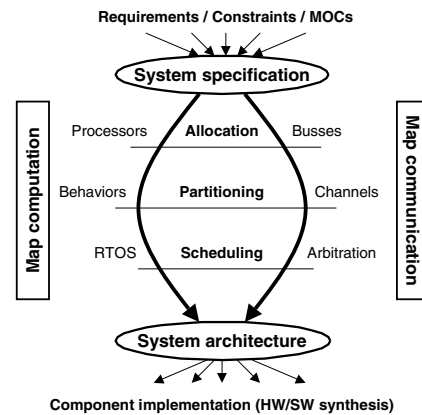 Requirements / Constraints / MOCs
System specification
Processors Allocation Busses
Map computation
Behaviors Partitioning Channels
Map communication
RTOS Scheduling Arbitration
System architecture
Component implementation (HW/SW synthesis)